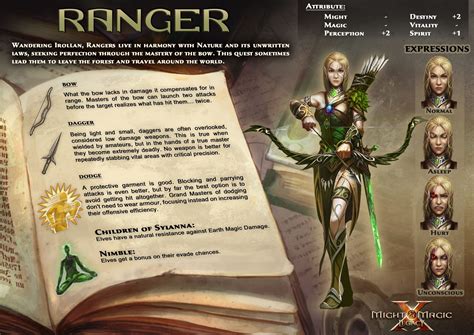 RANGER
Wandering Irollan, Rangers live in harmony with Nature and its unwritten
laws, seeking perfection through the mastery of the bow. This quest sometimes
lead them to leave the forest and travel around the world.
Attribute:
Might - Destiny +2
Magic - Vitality -
Perception +2 Spirit +1
Expressions
Normal
Asleep
Hurt
Unconscious
Bow
What the bow lacks in damage it compensates for in
range. Masters of the bow can launch two attacks
before the target realizes what has hit them... twice.
Dagger
Being light and small, daggers are often overlooked,
considered low damage weapons. This is true when
wielded by amateurs, but in the hands of a true master
they become extremely deadly. No weapon is better for
repeatedly stabbing vital areas with critical precision.
Dodge
A protective garment is good. Blocking and parrying
attacks is even better, but by far the best option is to
avoid getting hit altogether! Grand Masters of dodging
don't need to wear armour, focusing instead on increasing
their offensive efficiency.
Children of Sylanna:
Elves have a natural resistance against Earth Magic Damage.
Nimble:
Elves get a bonus on their evade chances.
Might & Magic
X
Legacy